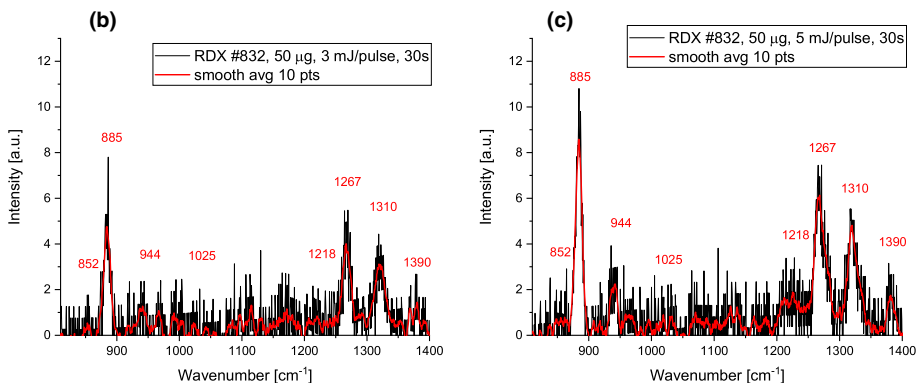 (b)
RDX #832, 50 μg, 3 mJ/pulse, 30s
smooth avg 10 pts
Intensity [a.u.]
12
10
8
6
4
2
0
885
852
944
1025
1218
1267
1310
1390
900 1000 1100 1200 1300 1400
Wavenumber [cm⁻¹]
(c)
RDX #832, 50 μg, 5 mJ/pulse, 30s
smooth avg 10 pts
Intensity [a.u.]
12
10
8
6
4
2
0
885
852
944
1025
1218
1267
1310
1390
900 1000 1100 1200 1300 1400
Wavenumber [cm⁻¹]